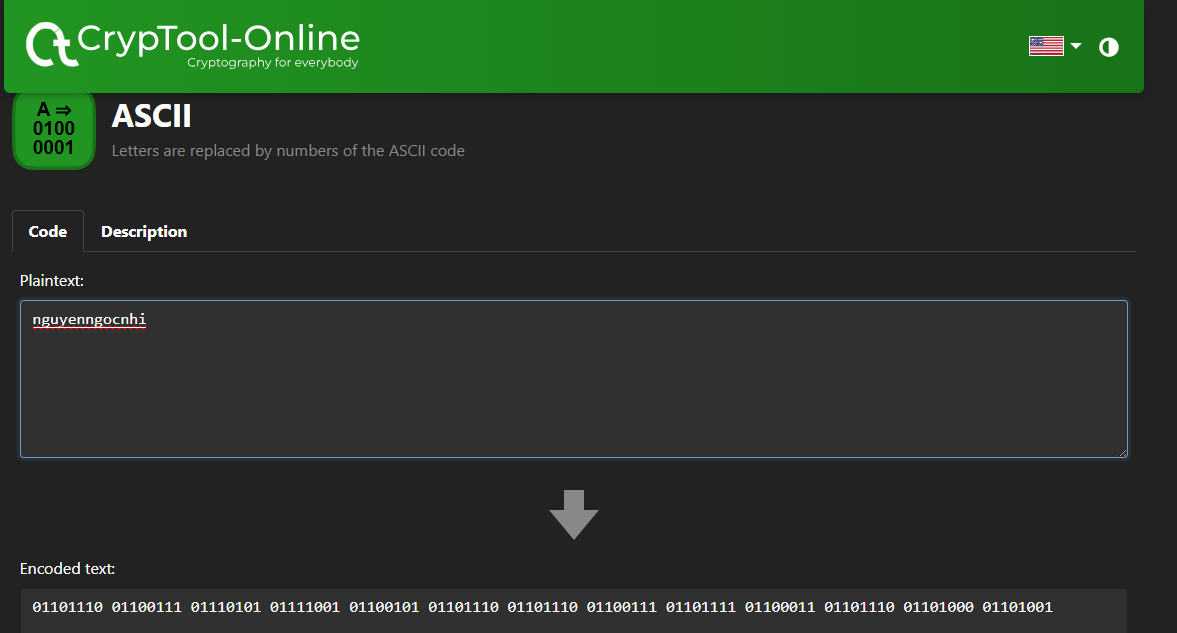 CrypTool-Online
Cryptography for everybody
A ⇒
0100
0001
ASCII
Letters are replaced by numbers of the ASCII code
Code Description
Plaintext:
nguyenngocnhi
Encoded text:
01101110 01100111 01110101 01111001 01100101 01101110 01101110 01100111 01101111 01100011 01101110 01101000 01101001